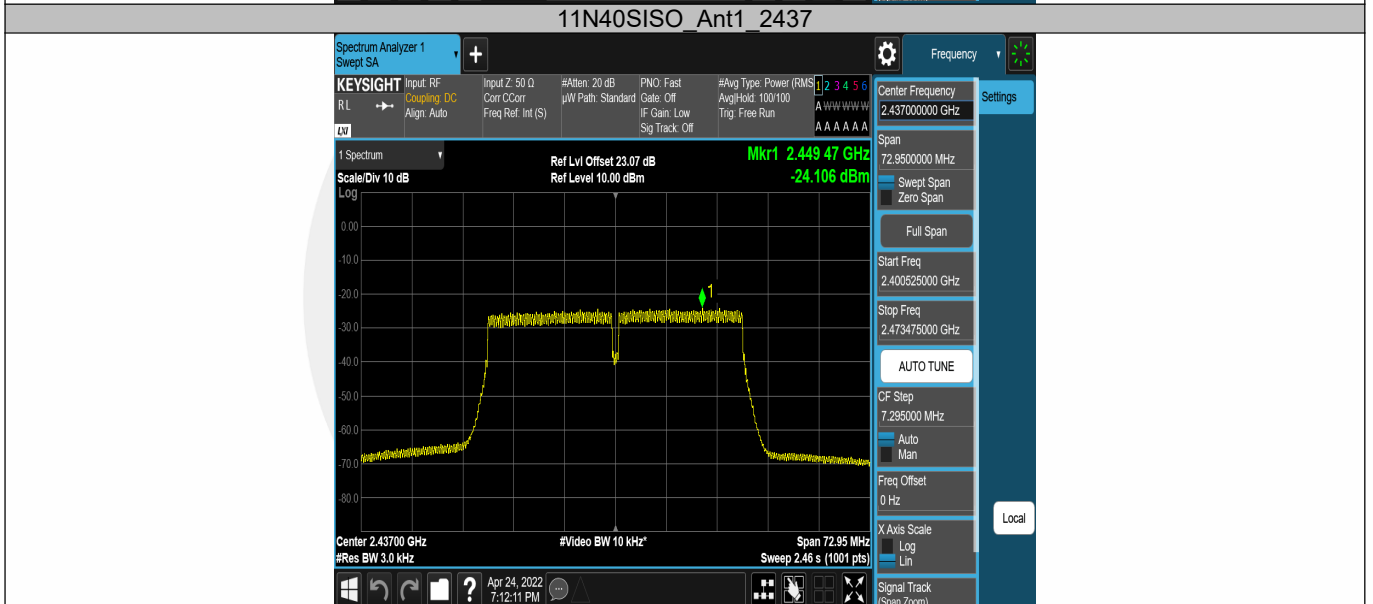 11N40SISO_Ant1_2437
Spectrum Analyzer 1
Swept SA
Frequency
KEYSIGHT
R L
LXI
Input: RF
Coupling: DC
Align: Auto
Input Z: 50 Ω
Corr CCorr
Freq Ref: Int (S)
#Atten: 20 dB
µW Path: Standard
PNO: Fast
Gate: Off
IF Gain: Low
Sig Track: Off
#Avg Type: Power (RMS
Avg|Hold: 100/100
Trig: Free Run
1 2 3 4 5 6
A W W W W W
A A A A A A
Center Frequency
2.437000000 GHz
Settings
1 Spectrum
Scale/Div 10 dB
Log
Ref Lvl Offset 23.07 dB
Ref Level 10.00 dBm
Mkr1 2.449 47 GHz
-24.106 dBm
Span
72.9500000 MHz
Swept Span
Zero Span
Full Span
Start Freq
2.400525000 GHz
Stop Freq
2.473475000 GHz
AUTO TUNE
CF Step
7.295000 MHz
Auto
Man
Freq Offset
0 Hz
X Axis Scale
Log
Lin
Local
Signal Track
(Span Zoom)
0.00
-10.0
-20.0
-30.0
-40.0
-50.0
-60.0
-70.0
-80.0
1
Center 2.43700 GHz
#Res BW 3.0 kHz
#Video BW 10 kHz*
Span 72.95 MHz
Sweep 2.46 s (1001 pts)
?
Apr 24, 2022
7:12:11 PM